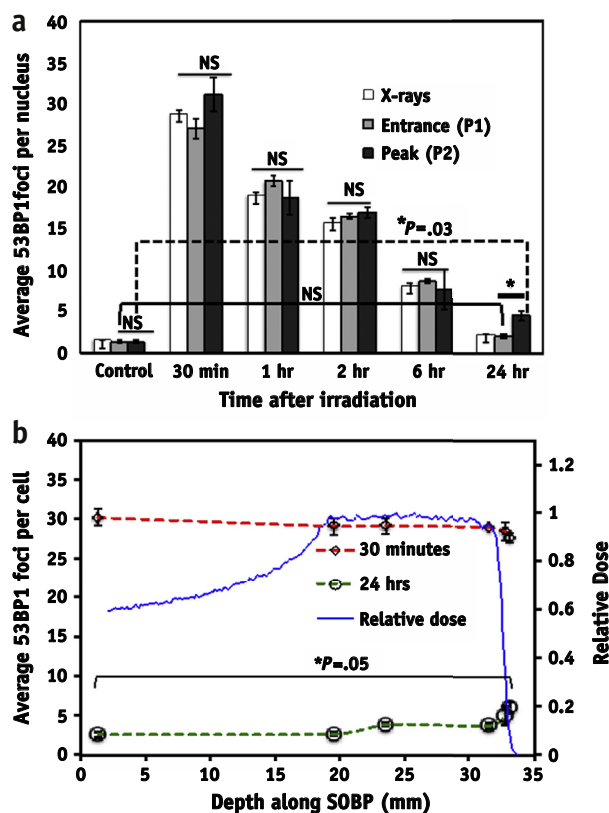 a
Average 53BP1foci per nucleus
40
35
30
25
20
15
10
5
0
NS
NS
NS
NS
NS
NS
X-rays
Entrance (P1)
Peak (P2)
*P=.03
*
Control 30 min 1 hr 2 hr 6 hr 24 hr
Time after irradiation
b
Average 53BP1 foci per cell
40
35
30
25
20
15
10
5
0
30 minutes
24 hrs
Relative dose
*P=.05
1.2
1
0.8
0.6
0.4
0.2
0
Relative Dose
0 5 10 15 20 25 30 35
Depth along SOBP (mm)